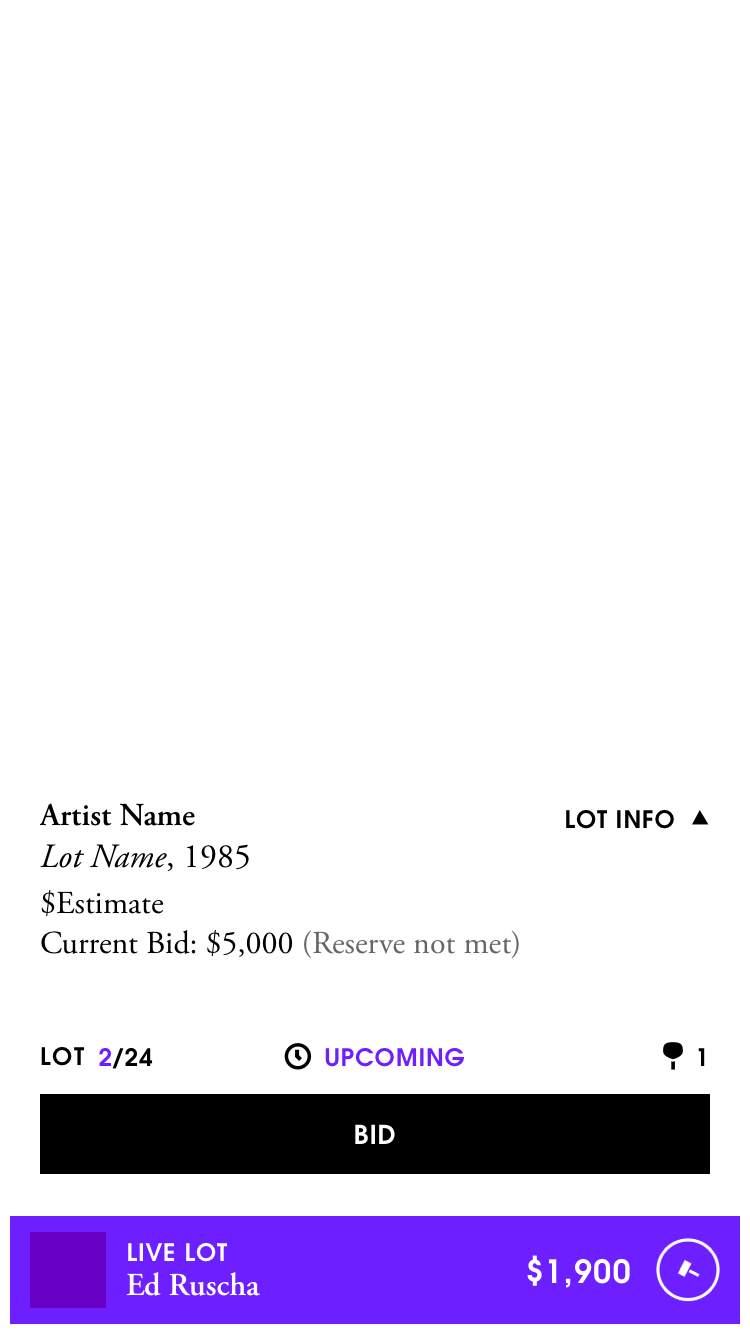 Artist Name
LOT INFO
Lot Name, 1985
$Estimate
Current Bid: $5,000 (Reserve not met)
LOT 2/24
UPCOMING
1
BID
LIVE LOT
Ed Ruscha
$1,900